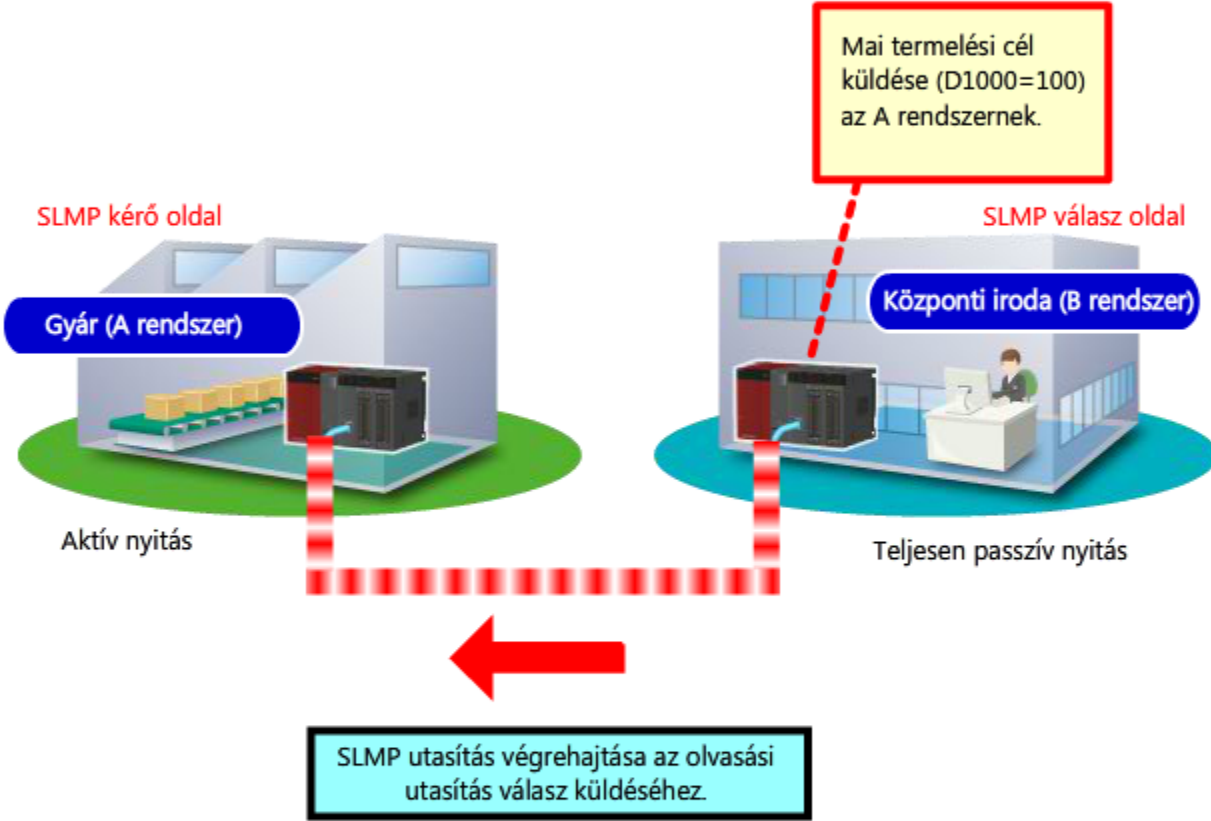 Mai termelési cél
küldése (D1000=100)
az A rendszernek.
SLMP kérő oldal
SLMP válasz oldal
Gyár (A rendszer)
Központi iroda (B rendszer)
Aktív nyitás
Teljesen passzív nyitás
SLMP utasítás végrehajtása az olvasási
utasítás válasz küldéséhez.